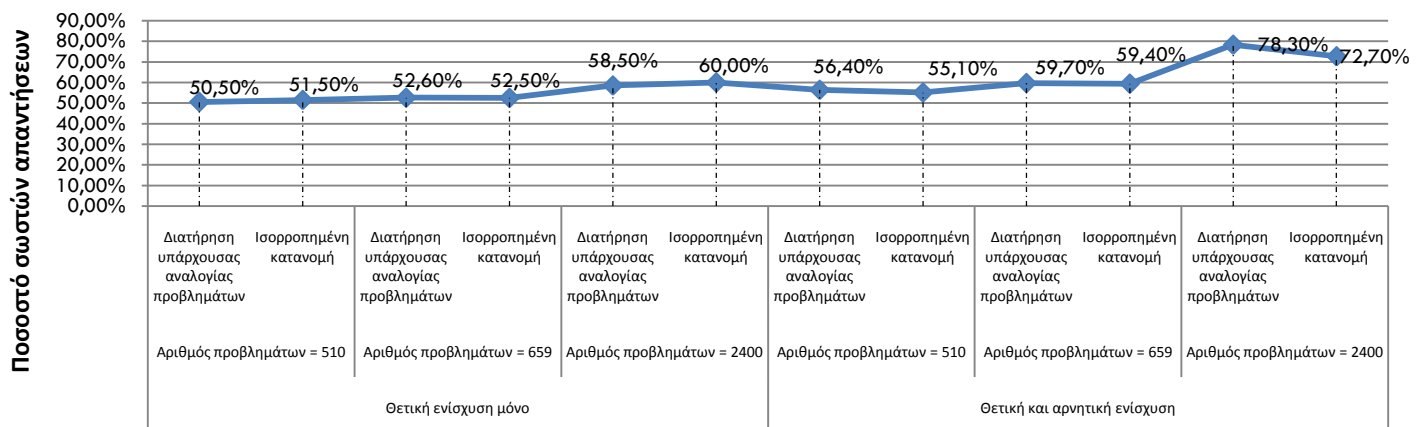 Ποσοστό σωστών απαντήσεων
90,00%
80,00%
70,00%
60,00%
50,00%
40,00%
30,00%
20,00%
10,00%
0,00%
50,50%
51,50%
52,60%
52,50%
58,50%
60,00%
56,40%
55,10%
59,70%
59,40%
78,30%
72,70%
Διατήρηση
υπάρχουσας
αναλογίας
προβλημάτων
Ισορροπημένη
κατανομή
Διατήρηση
υπάρχουσας
αναλογίας
προβλημάτων
Ισορροπημένη
κατανομή
Διατήρηση
υπάρχουσας
αναλογίας
προβλημάτων
Ισορροπημένη
κατανομή
Διατήρηση
υπάρχουσας
αναλογίας
προβλημάτων
Ισορροπημένη
κατανομή
Διατήρηση
υπάρχουσας
αναλογίας
προβλημάτων
Ισορροπημένη
κατανομή
Διατήρηση
υπάρχουσας
αναλογίας
προβλημάτων
Ισορροπημένη
κατανομή
Αριθμός προβλημάτων = 510
Αριθμός προβλημάτων = 659
Αριθμός προβλημάτων = 2400
Αριθμός προβλημάτων = 510
Αριθμός προβλημάτων = 659
Αριθμός προβλημάτων = 2400
Θετική ενίσχυση μόνο
Θετική και αρνητική ενίσχυση